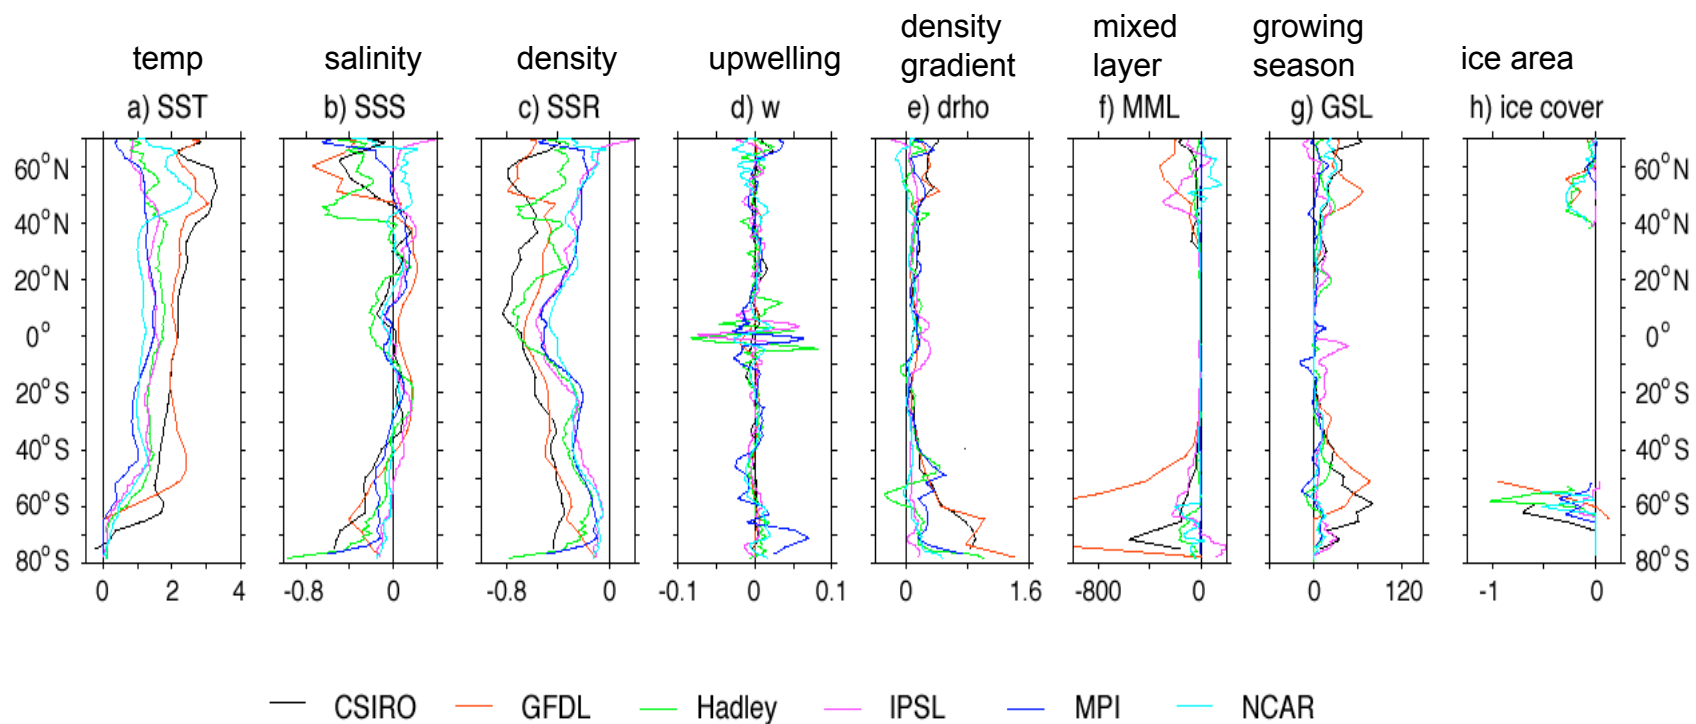 temp
salinity
density
upwelling
density
gradient
mixed
layer
growing
season
ice area
a) SST
b) SSS
c) SSR
d) w
e) drho
f) MML
g) GSL
h) ice cover
60°N
40°N
20°N
0°
20°S
40°S
60°S
80°S
60°N
40°N
20°N
0°
20°S
40°S
60°S
80°S
0 2 4
-0.8 0
-0.8 0
-0.1 0 0.1
0 1.6
-800 0
0 120
-1 0
CSIRO GFDL Hadley IPSL MPI NCAR